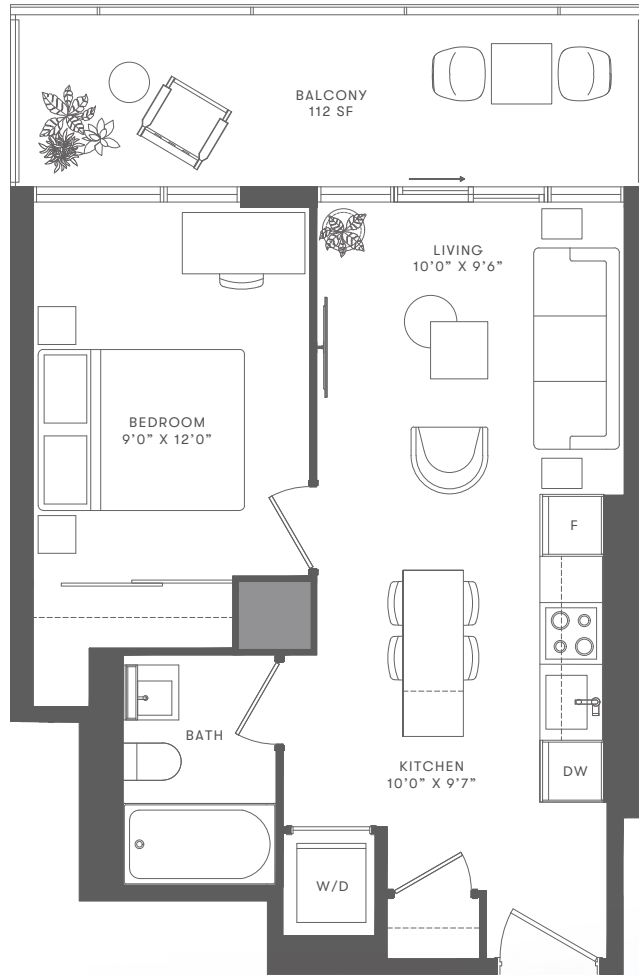 BALCONY
112 SF
LIVING
10’0” X 9’6”
BEDROOM
9’0” X 12’0”
F
BATH
KITCHEN
10’0” X 9’7”
DW
W/D